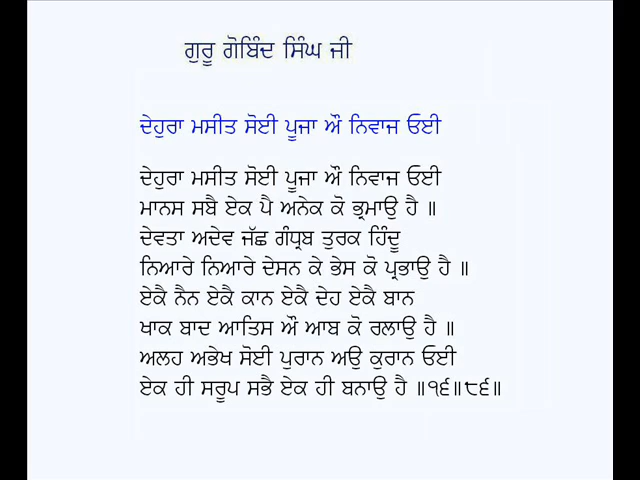 ਗੁਰੂ ਗੋਬਿੰਦ ਸਿੰਘ ਜੀ
ਦੇਹੁਰਾ ਮਸੀਤ ਸੋਈ ਪੂਜਾ ਔ ਨਿਵਾਜ ਓਈ
ਦੇਹੁਰਾ ਮਸੀਤ ਸੋਈ ਪੂਜਾ ਔ ਨਿਵਾਜ ਓਈ
ਮਾਨਸ ਸਬੈ ਏਕ ਪੈ ਅਨੇਕ ਕੋ ਭ੍ਰਮਾਉ ਹੈ ॥
ਦੇਵਤਾ ਅਦੇਵ ਜੱਛ ਗੰਧ੍ਰਬ ਤੁਰਕ ਹਿੰਦੂ
ਨਿਆਰੇ ਨਿਆਰੇ ਦੇਸਨ ਕੇ ਭੇਸ ਕੋ ਪ੍ਰਭਾਉ ਹੈ ॥
ਏਕੈ ਨੈਨ ਏਕੈ ਕਾਨ ਏਕੈ ਦੇਹ ਏਕੈ ਬਾਨ
ਖਾਕ ਬਾਦ ਆਤਿਸ ਔ ਆਬ ਕੋ ਰਲਾਉ ਹੈ ॥
ਅਲਹ ਅਭੇਖ ਸੋਈ ਪੁਰਾਨ ਅਉ ਕੁਰਾਨ ਓਈ
ਏਕ ਹੀ ਸਰੂਪ ਸਭੈ ਏਕ ਹੀ ਬਨਾਉ ਹੈ ॥੧੬॥੮੬॥